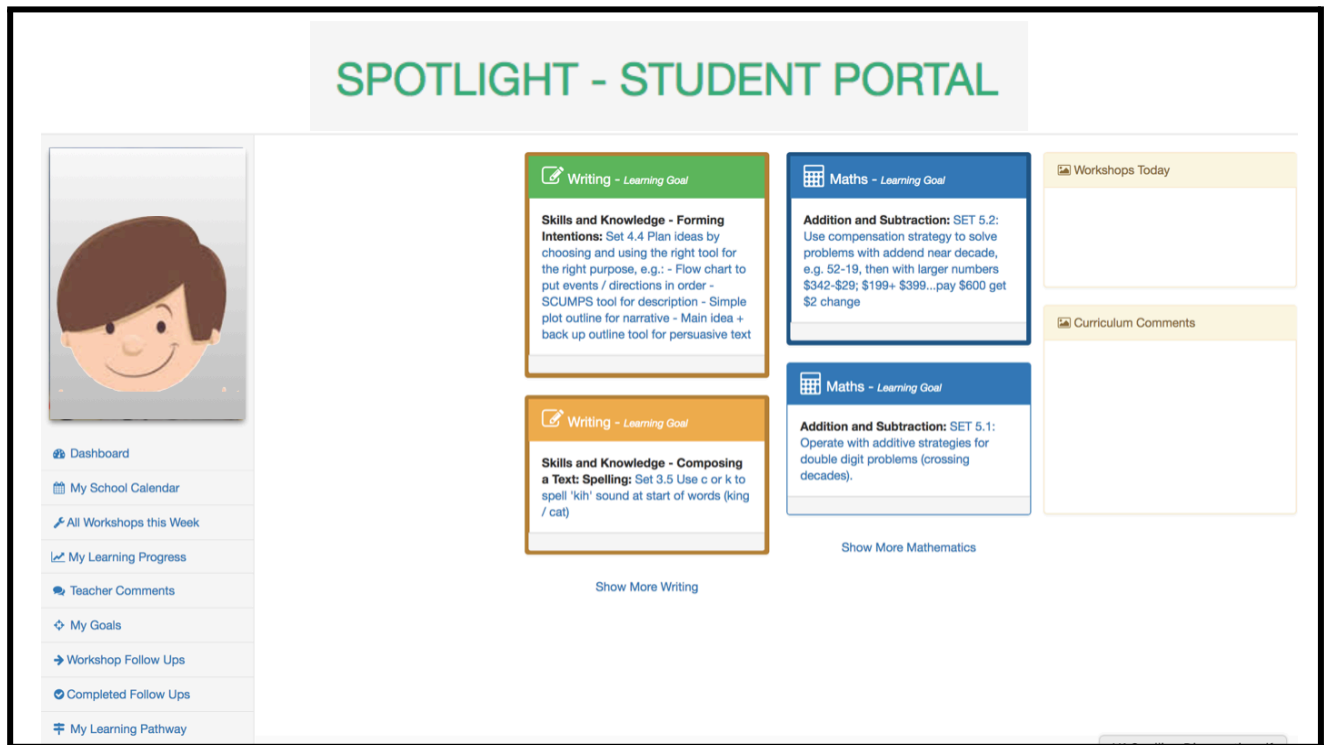 SPOTLIGHT - STUDENT PORTAL
Dashboard
My School Calendar
All Workshops this Week
My Learning Progress
Teacher Comments
My Goals
Workshop Follow Ups
Completed Follow Ups
My Learning Pathway
Writing - Learning Goal
Skills and Knowledge - Forming
Intentions: Set 4.4 Plan ideas by
choosing and using the right tool for
the right purpose, e.g.: - Flow chart to
put events / directions in order -
SCUMPS tool for description - Simple
plot outline for narrative - Main idea +
back up outline tool for persuasive text
Writing - Learning Goal
Skills and Knowledge - Composing
a Text: Spelling: Set 3.5 Use c or k to
spell 'kih' sound at start of words (king
/ cat)
Show More Writing
Maths - Learning Goal
Addition and Subtraction: SET 5.2:
Use compensation strategy to solve
problems with addend near decade,
e.g. 52-19, then with larger numbers
$342-$29; $199+ $399...pay $600 get
$2 change
Maths - Learning Goal
Addition and Subtraction: SET 5.1:
Operate with additive strategies for
double digit problems (crossing
decades).
Show More Mathematics
Workshops Today
Curriculum Comments